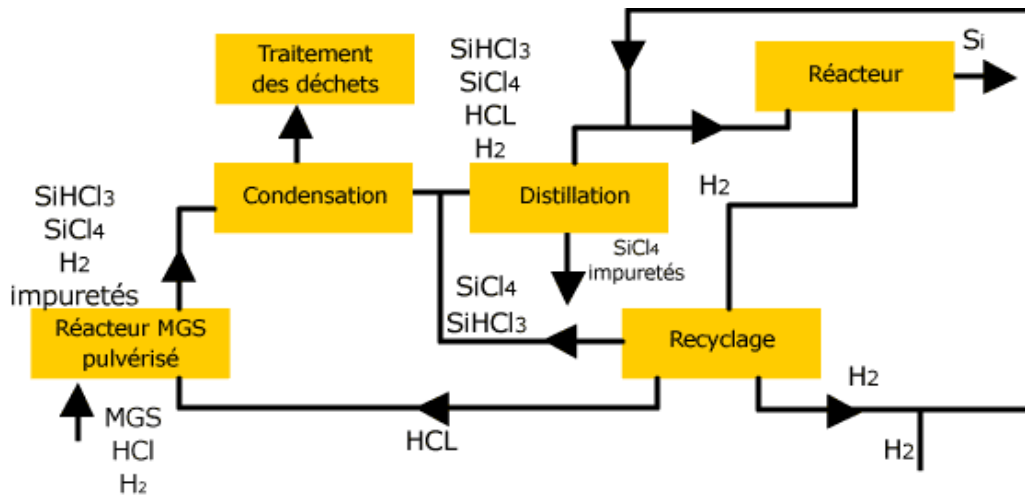 Traitement
des déchets
SiHCl3
SiCl4
HCL
H2
Si
Réacteur
Condensation
Distillation
H2
SiHCl3
SiCl4
H2
impuretés
SiCl4
impuretés
SiCl4
SiHCl3
Réacteur MGS
pulvérisé
Recyclage
H2
MGS
HCl
H2
HCL
H2